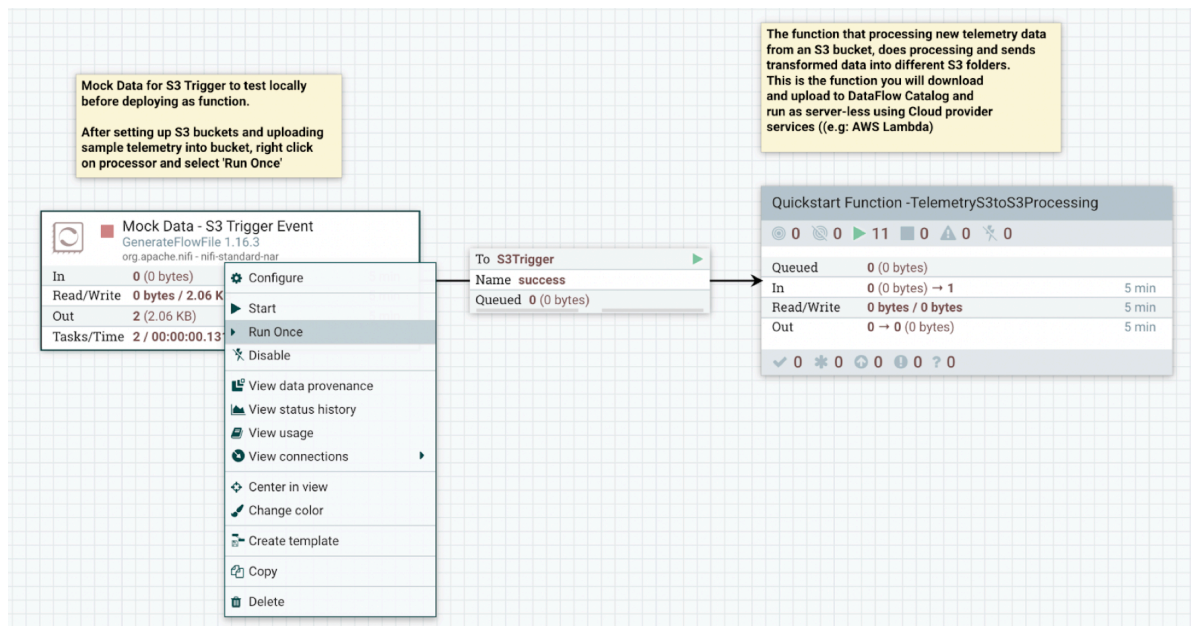 Mock Data for S3 Trigger to test locally
before deploying as function.
After setting up S3 buckets and uploading
sample telemetry into bucket, right click
on processor and select 'Run Once'
The function that processing new telemetry data
from an S3 bucket, does processing and sends
transformed data into different S3 folders.
This is the function you will download
and upload to DataFlow Catalog and
run as server-less using Cloud provider
services ((e.g: AWS Lambda)
Mock Data - S3 Trigger Event
GenerateFlowFile 1.16.3
org.apache.nifi - nifi-standard-nar
In 0 (0 bytes)
Read/Write 0 bytes / 2.06 K
Out 2 (2.06 KB)
Tasks/Time 2 / 00:00:00.13
Configure
Start
Run Once
Disable
View data provenance
View status history
View usage
View connections
Center in view
Change color
Create template
Copy
Delete
To S3Trigger
Name success
Queued 0 (0 bytes)
Quickstart Function -TelemetryS3toS3Processing
0 0 11 0 0 0
Queued 0 (0 bytes)
In 0 (0 bytes) → 1 5 min
Read/Write 0 bytes / 0 bytes 5 min
Out 0 → 0 (0 bytes) 5 min
0 0 0 0 ? 0